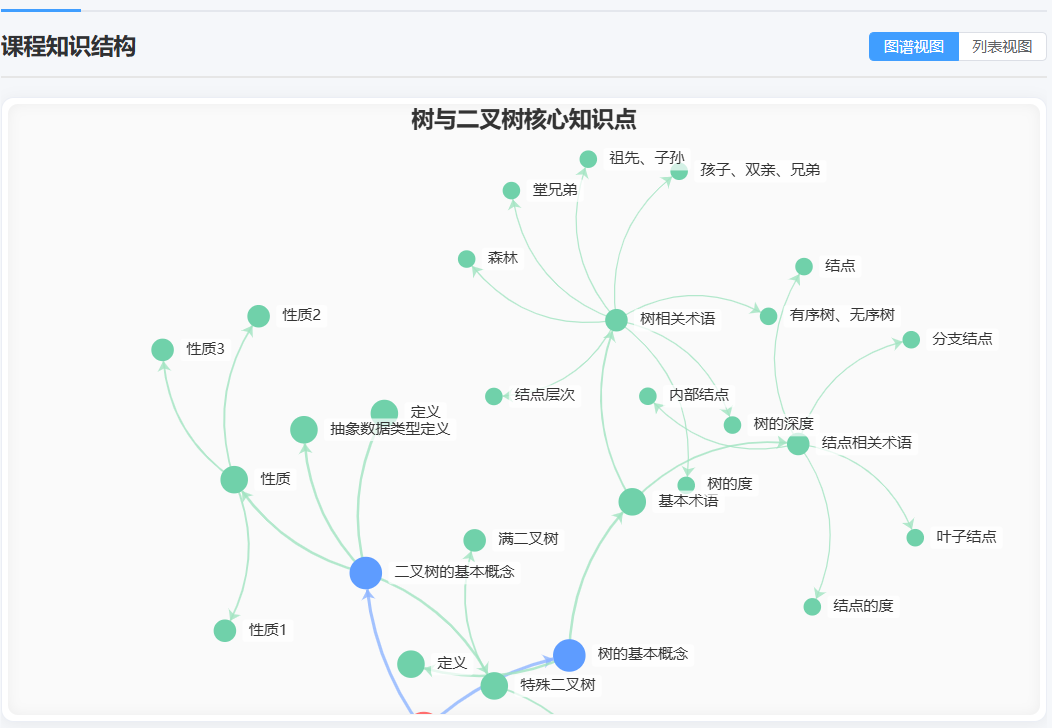 课程知识结构
图谱视图
列表视图
树与二叉树核心知识点
祖先、子孙
孩子、双亲、兄弟
堂兄弟
森林
结点
性质2
有序树、无序树
树相关术语
分支结点
性质3
结点层次
内部结点
定义
树的深度
抽象数据类型定义
结点相关术语
性质
树的度
基本术语
满二叉树
叶子结点
二叉树的基本概念
结点的度
性质1
树的基本概念
定义
特殊二叉树